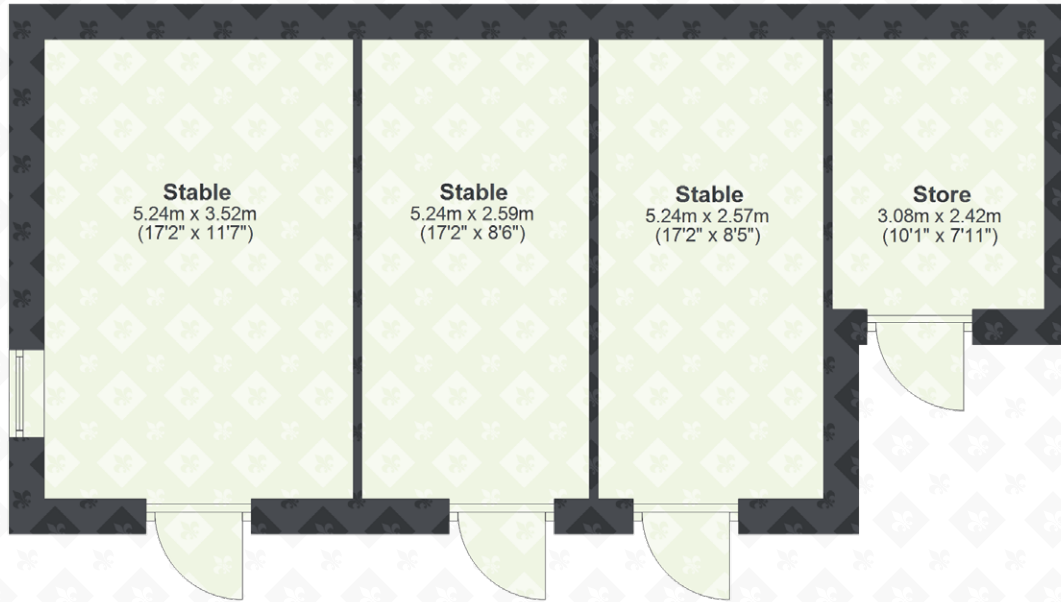 Stable
5.24m x 3.52m
(17'2" x 11'7")
Stable
5.24m x 2.59m
(17'2" x 8'6")
Stable
5.24m x 2.57m
(17'2" x 8'5")
Store
3.08m x 2.42m
(10'1" x 7'11")